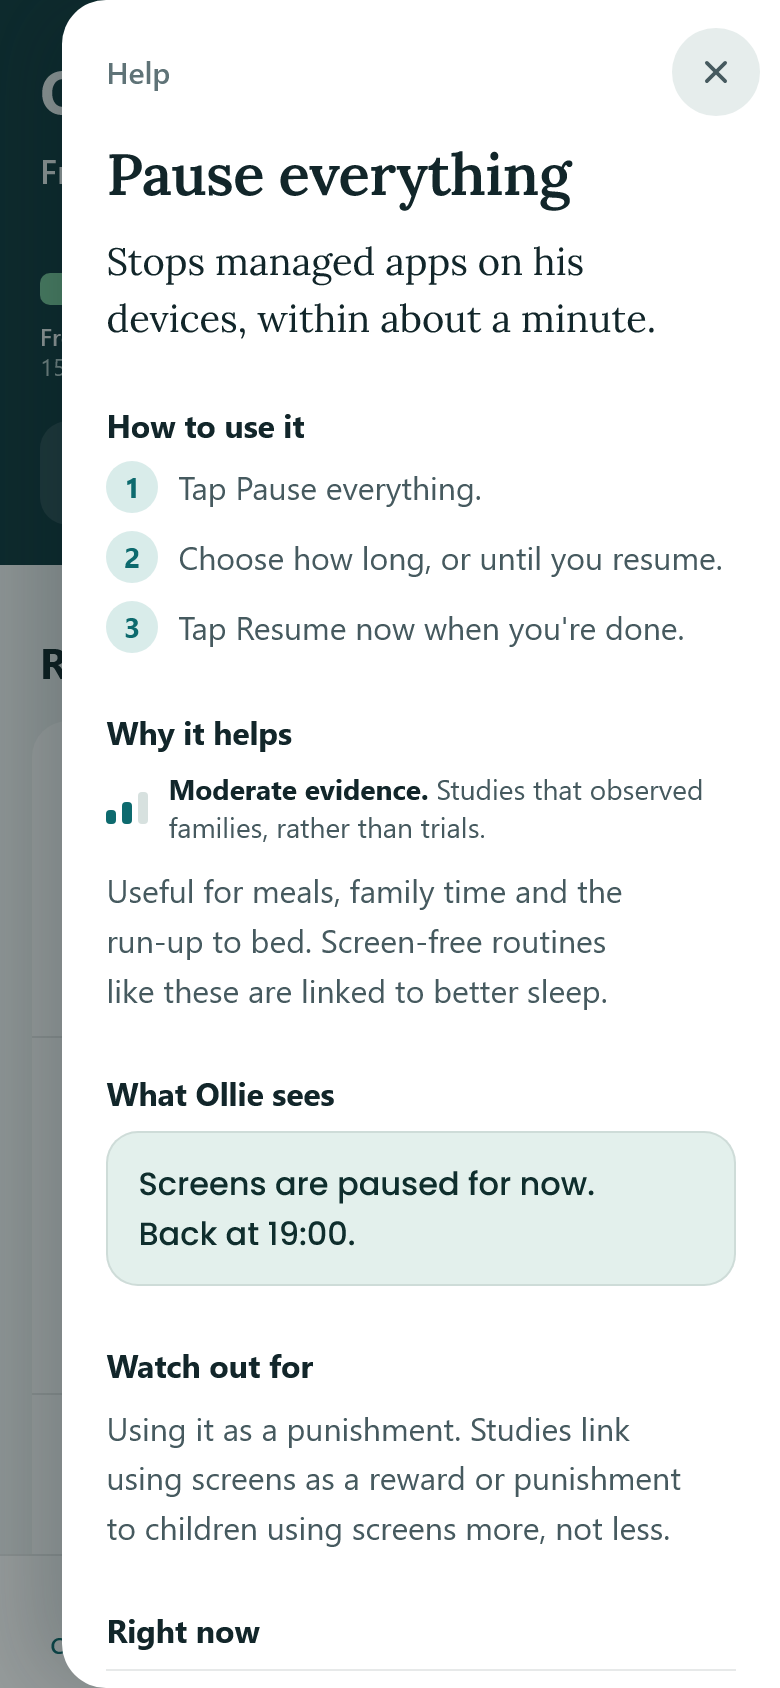 Help
Pause everything
Stops managed apps on his
devices, within about a minute.
How to use it
1 Tap Pause everything.
2 Choose how long, or until you resume.
3 Tap Resume now when you're done.
Why it helps
Moderate evidence. Studies that observed
families, rather than trials.
Useful for meals, family time and the
run-up to bed. Screen-free routines
like these are linked to better sleep.
What Ollie sees
Screens are paused for now.
Back at 19:00.
Watch out for
Using it as a punishment. Studies link
using screens as a reward or punishment
to children using screens more, not less.
Right now